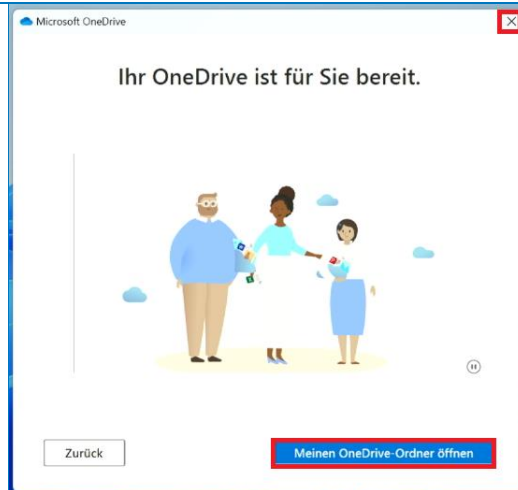 Microsoft OneDrive
Ihr OneDrive ist für Sie bereit.
Zurück
Meinen OneDrive-Ordner öffnen